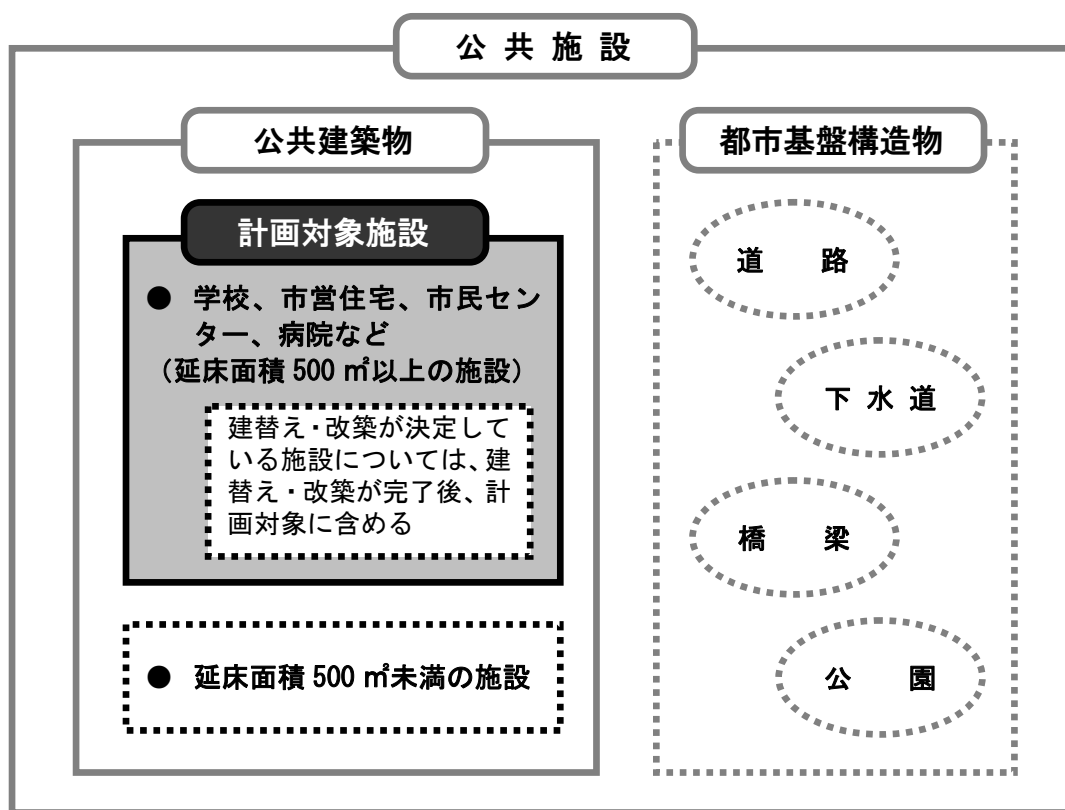 公共施設
公共建築物
計画対象施設
● 学校、市営住宅、市民セン
ター、病院など
（延床面積 500 ㎡以上の施設）
建替え・改築が決定して
いる施設については、建
替え・改築が完了後、計
画対象に含める
● 延床面積 500 ㎡未満の施設
都市基盤構造物
道路
下水道
橋梁
公園